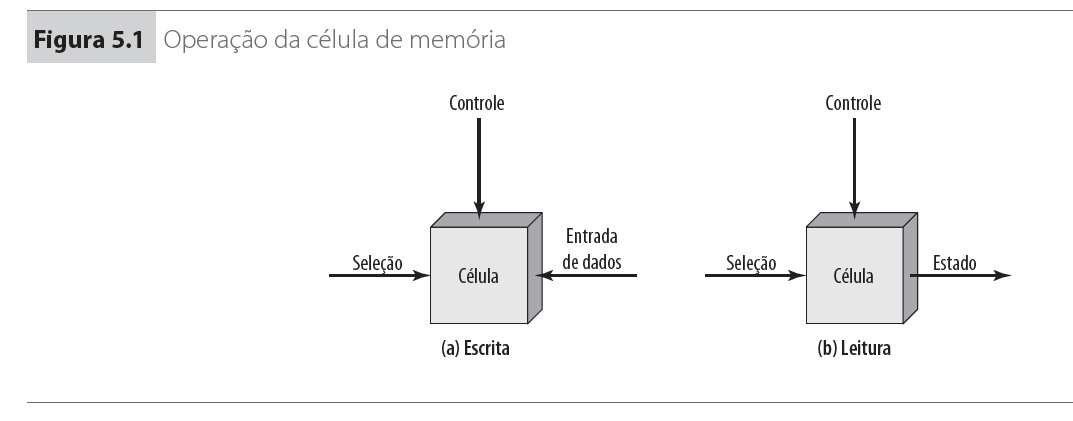 Figura 5.1 Operação da célula de memória
Controle
Seleção
Célula
Entrada
de dados
(a) Escrita
Controle
Seleção
Célula
Estado
(b) Leitura